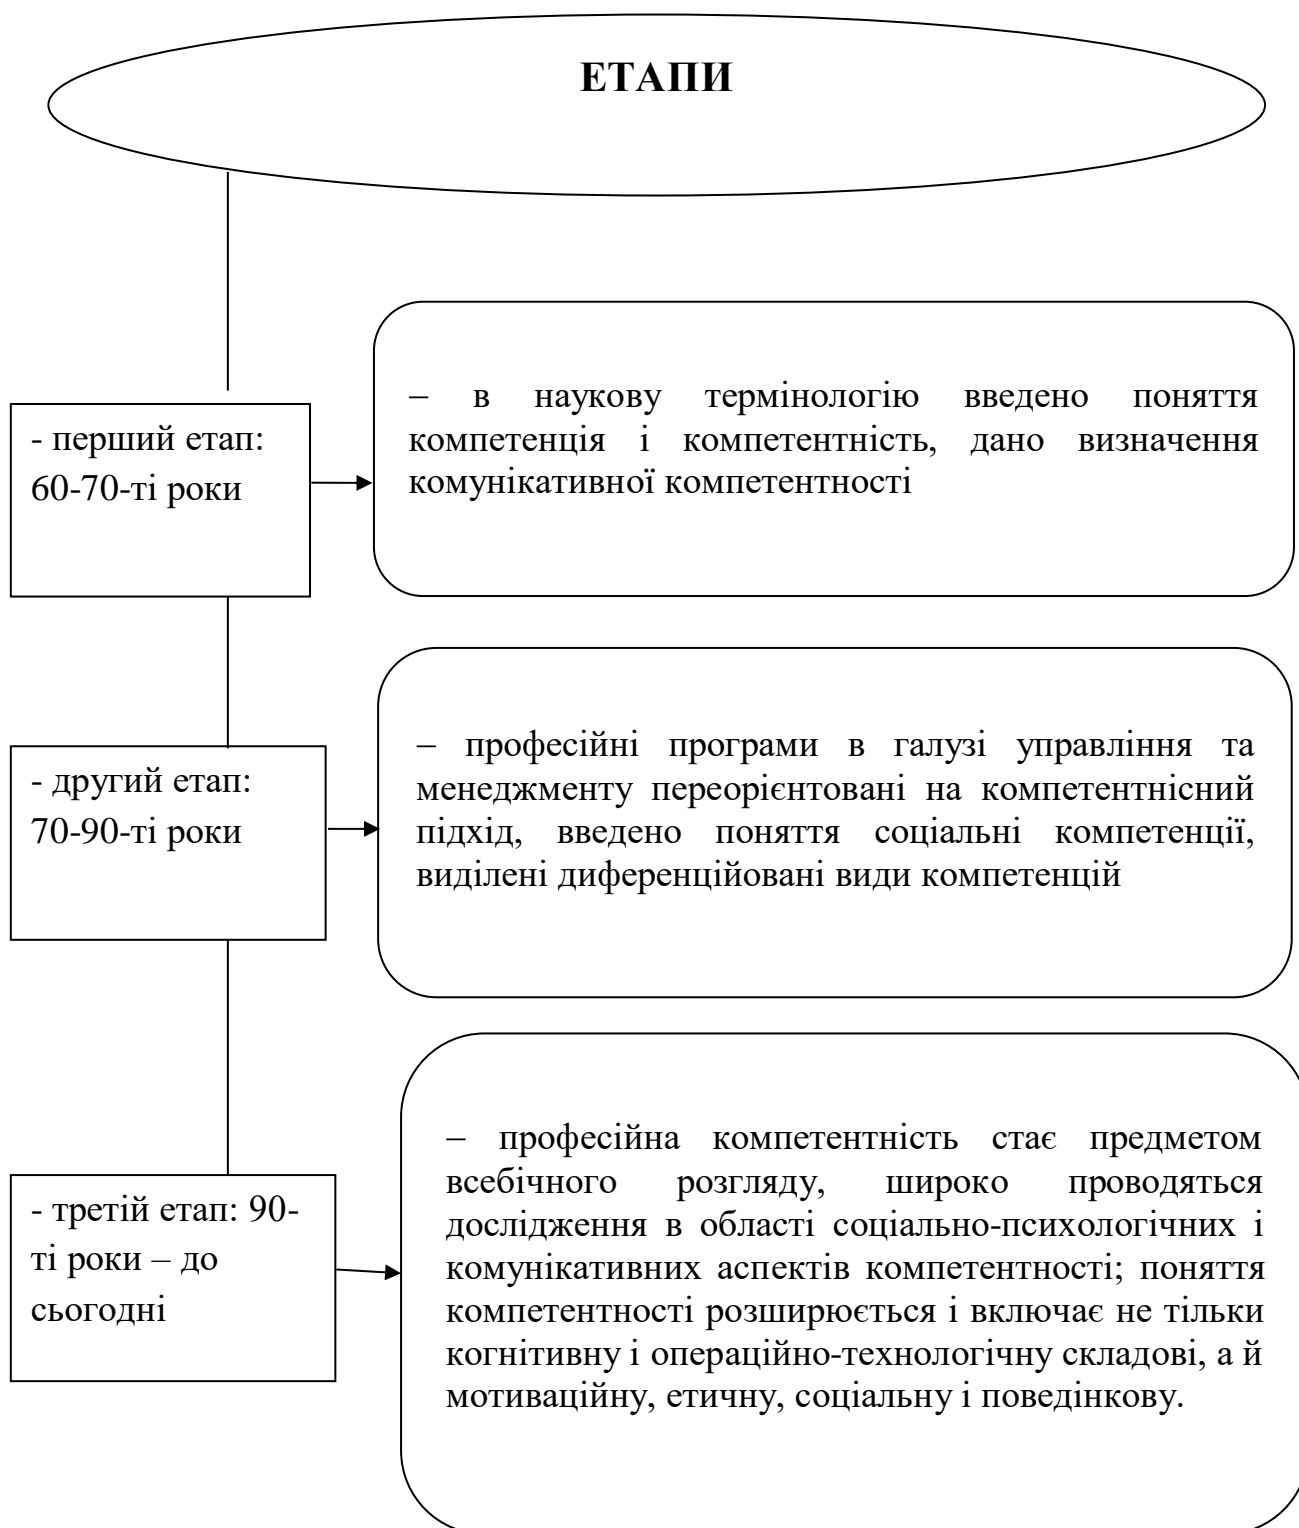 ЕТАПИ
- перший етап:
60-70-ті роки
– в наукову термінологію введено поняття
компетенція і компетентність, дано визначення
комунікативної компетентності
- другий етап:
70-90-ті роки
– професійні програми в галузі управління та
менеджменту переорієнтовані на компетентнісний
підхід, введено поняття соціальні компетенції,
виділені диференційовані види компетенцій
- третій етап: 90-
ті роки – до
сьогодні
– професійна компетентність стає предметом
всебічного розгляду, широко проводяться
дослідження в області соціально-психологічних і
комунікативних аспектів компетентності; поняття
компетентності розширюється і включає не тільки
когнітивну і операційно-технологічну складові, а й
мотиваційну, етичну, соціальну і поведінкову.